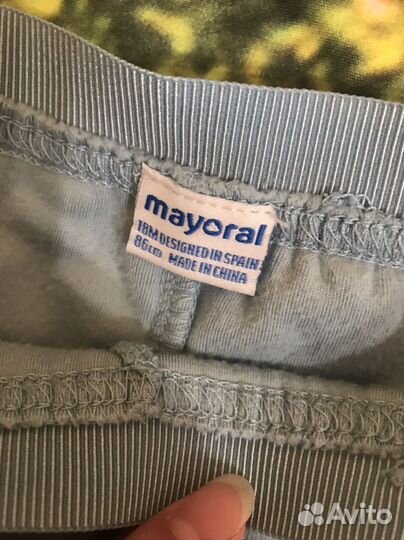 mayoral
18M DESIGNED IN SPAIN
86cm MADE IN CHINA
Avito